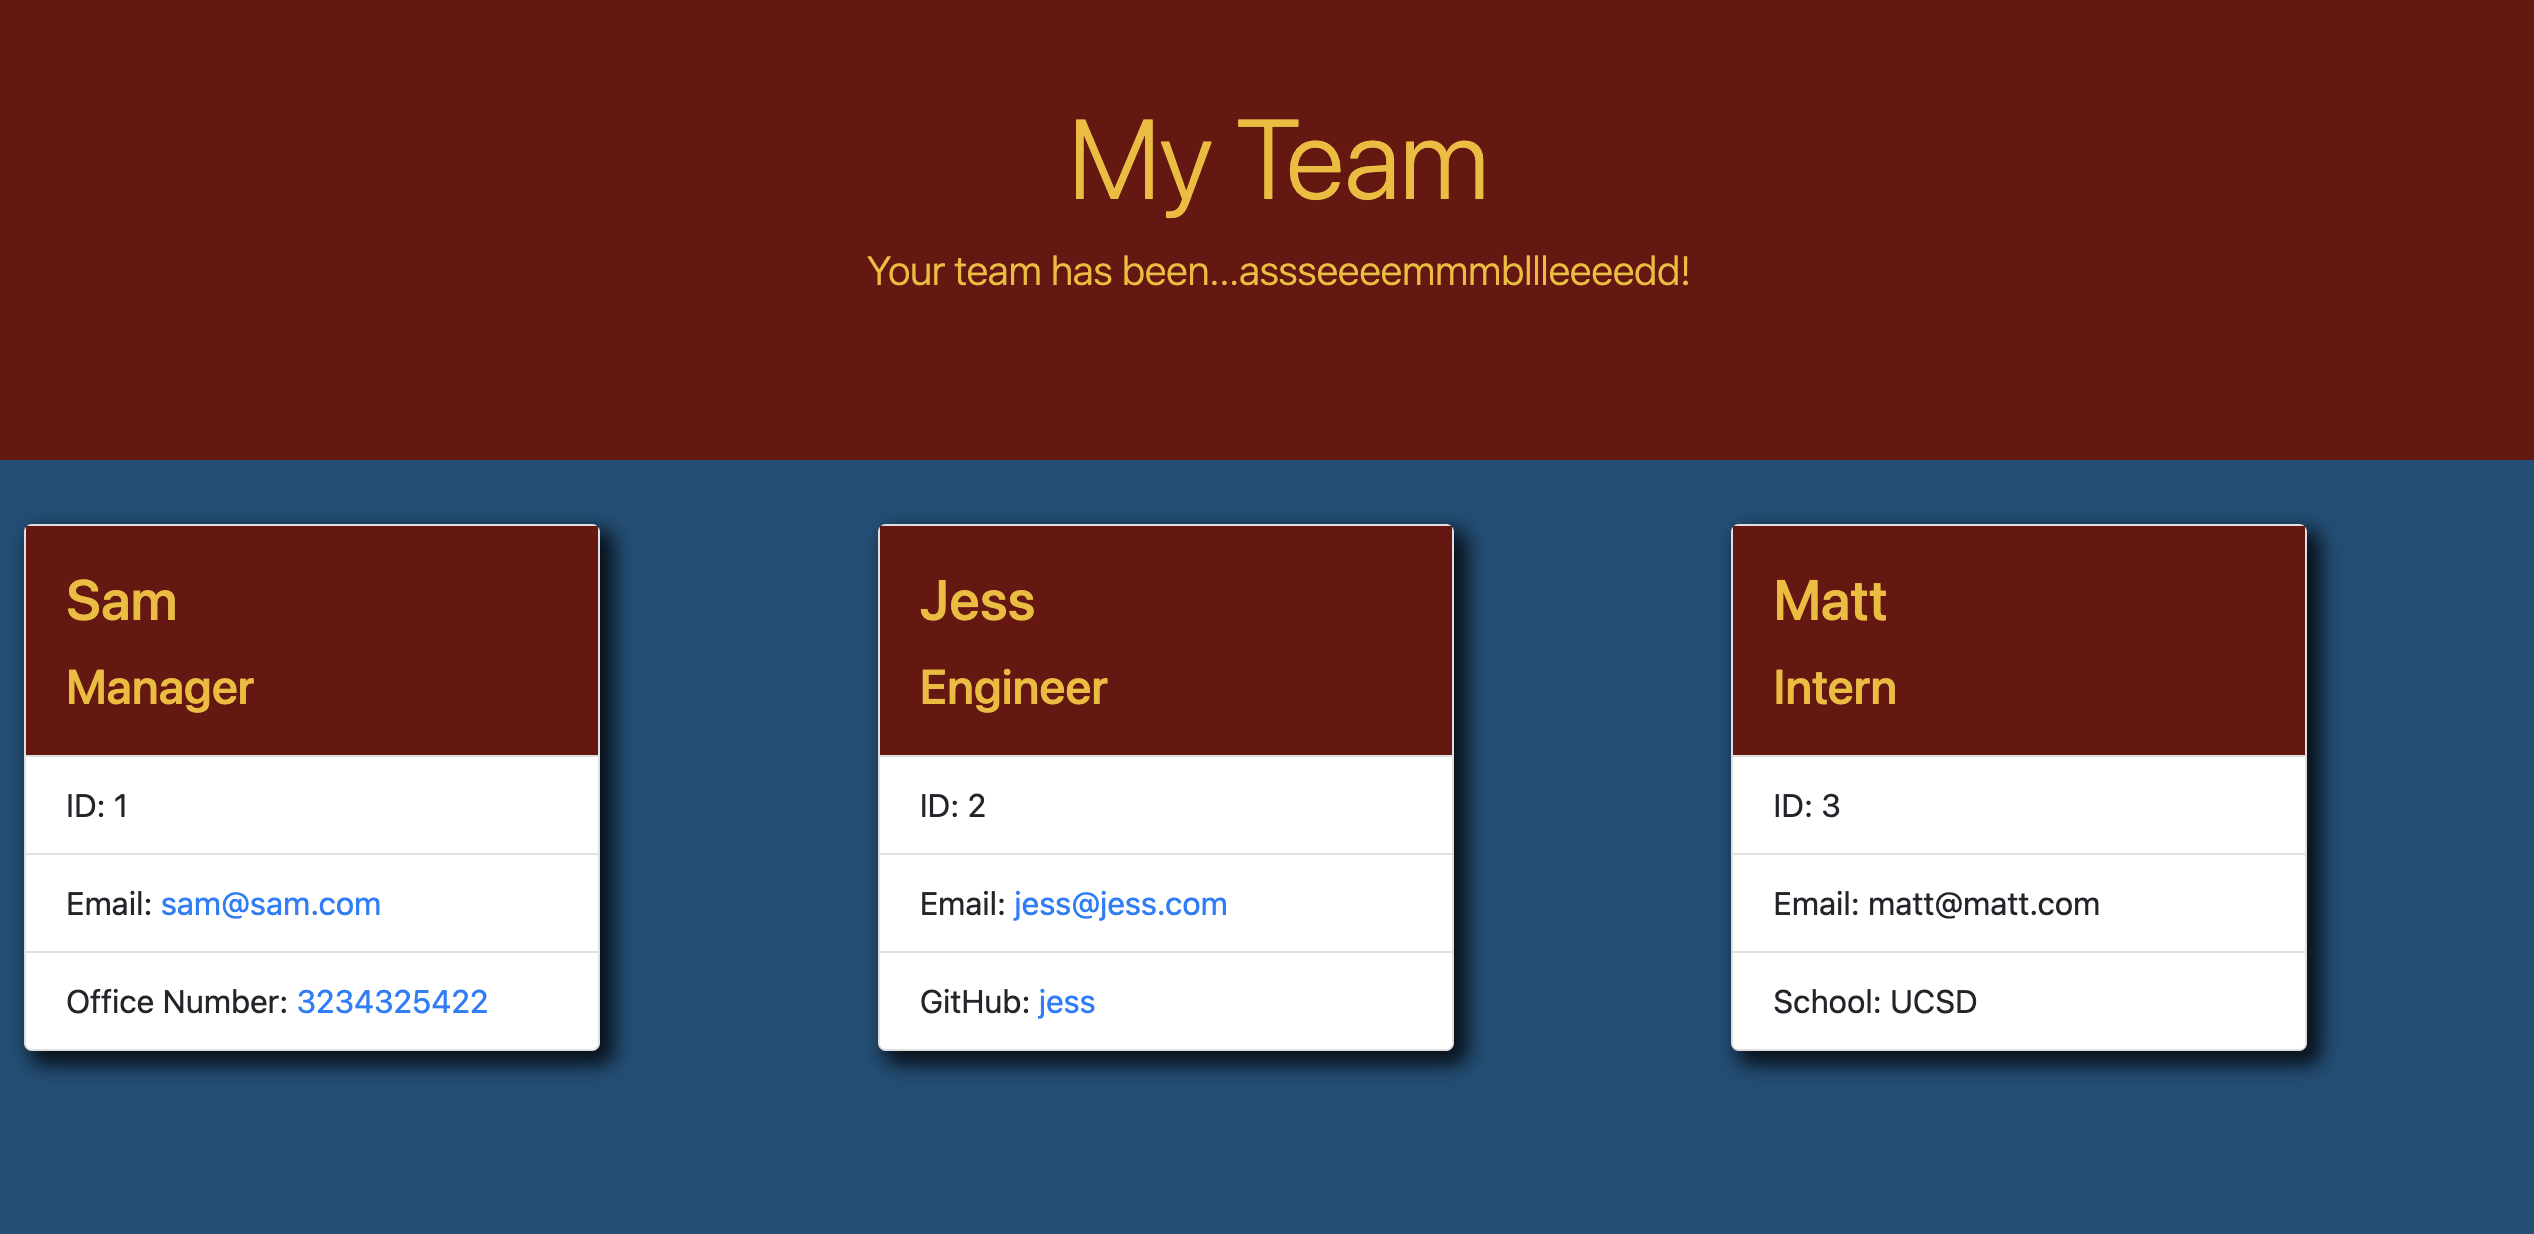 My Team
Your team has been...assseeeemmmbllleeeedd!
Sam
Manager
ID: 1
Email: sam@sam.com
Office Number: 3234325422
Jess
Engineer
ID: 2
Email: jess@jess.com
GitHub: jess
Matt
Intern
ID: 3
Email: matt@matt.com
School: UCSD